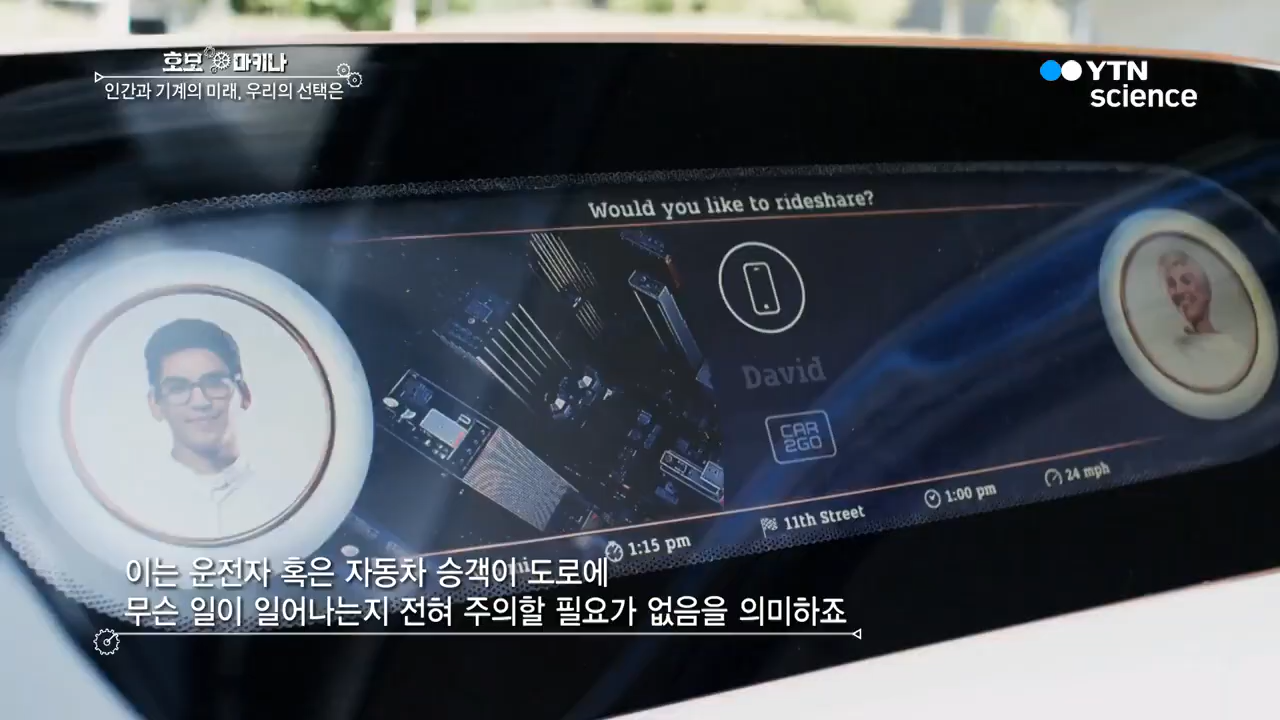 호모 마키나
인간과 기계의 미래, 우리의 선택은
YTN
science
Would you like to rideshare?
David
CAR
2GO
1:15 pm
11th Street
1:00 pm
24 mph
이는 운전자 혹은 자동차 승객이 도로에
무슨 일이 일어나는지 전혀 주의할 필요가 없음을 의미하죠